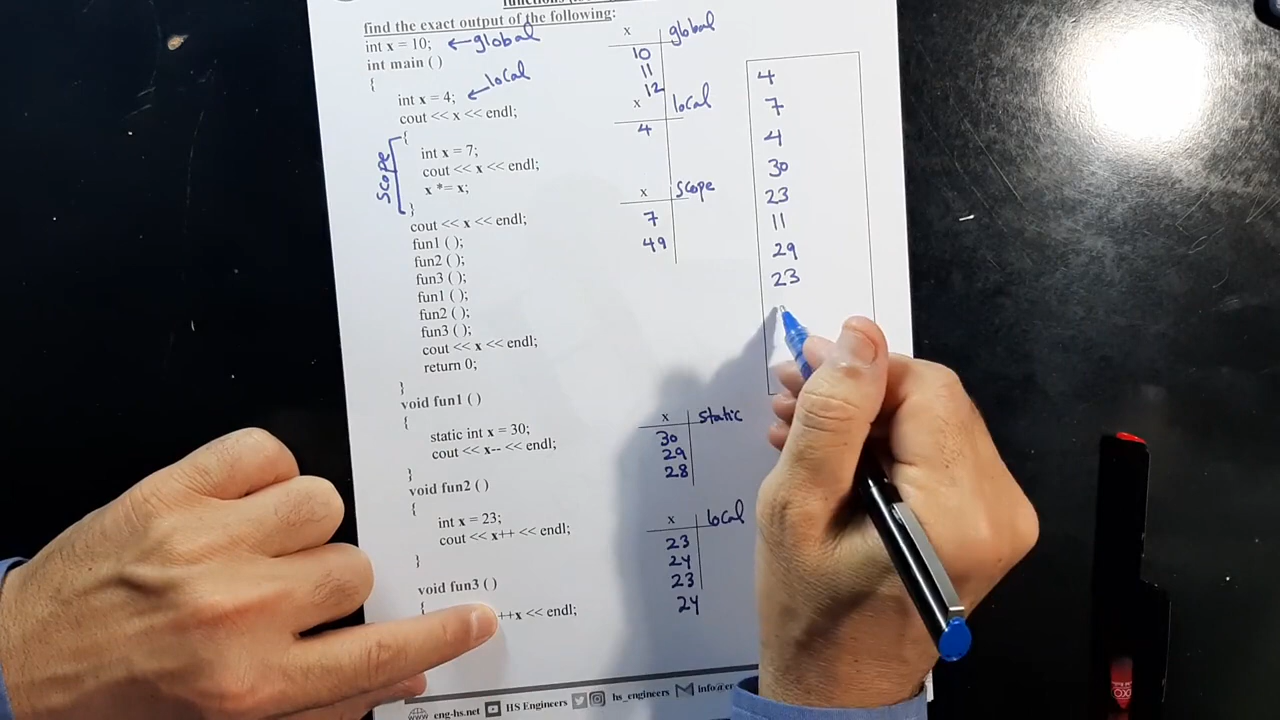 find the exact output of the following:
int x = 10; ← global
int main ( )
{
int x = 4; ← local
cout << x << endl;
{
int x = 7;
cout << x << endl;
x *= x;
}
scope
cout << x << endl;
fun1 ( );
fun2 ( );
fun3 ( );
fun1 ( );
fun2 ( );
fun3 ( );
cout << x << endl;
return 0;
}
void fun1 ( )
{
static int x = 30;
cout << x-- << endl;
}
void fun2 ( )
{
int x = 23;
cout << x++ << endl;
}
void fun3 ( )
{
++x << endl;
x global
10
11
12
x local
4
x scope
7
49
x static
30
29
28
x local
23
24
23
24
4
7
4
30
23
11
29
23
eng-hs.net HS Engineers hs_engineers